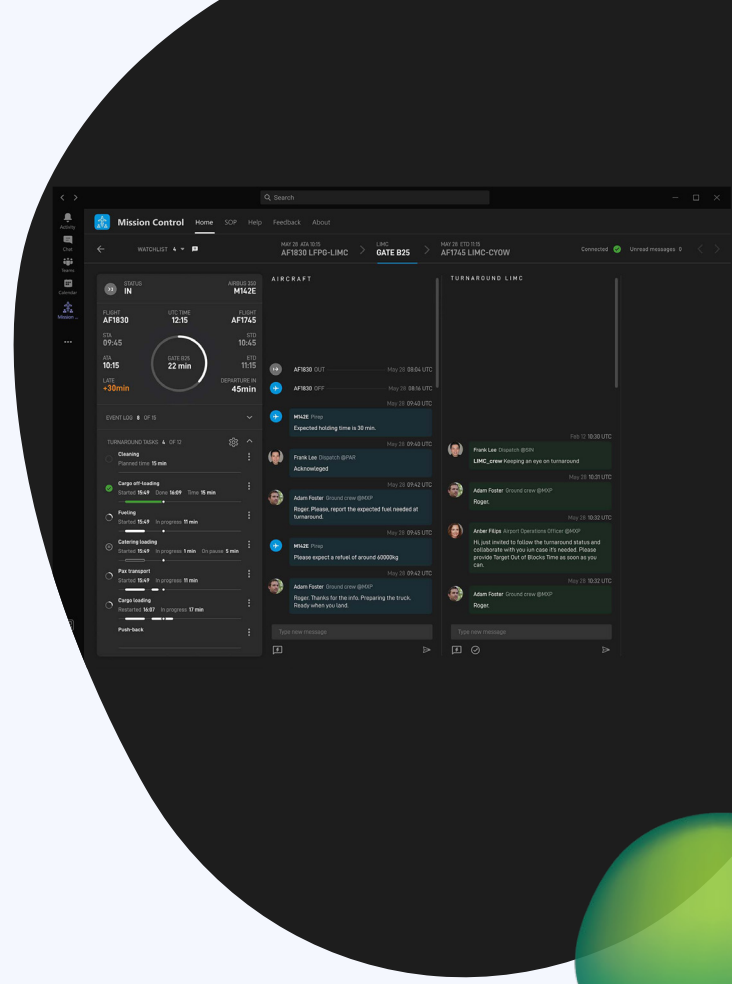 Search
Activity
Chat
Teams
Calendar
Mission ...
Mission Control Home SOP Help Feedback About
WATCHLIST 4
MAY 28 ATA 10:15
AF1830 LFPG-LIMC
LIMC
GATE B25
MAY 28 ETD 11:15
AF1745 LIMC-CYOW
Connected Unread messages 0
STATUS
IN
AIRBUS 350
M142E
FLIGHT
AF1830
UTC TIME
12:15
FLIGHT
AF1745
STA
09:45
STD
10:45
ATA
10:15
GATE B25
22 min
ETD
11:15
LATE
+30min
DEPARTURE IN
45min
EVENT LOG 8 OF 15
TURNAROUND TASKS 4 OF 12
Cleaning
Planned time 15 min
Cargo off-loading
Started 15:49 Done 16:09 Time 15 min
Fueling
Started 15:49 In progress 11 min
Catering loading
Started 15:49 In progress 1 min On pause 5 min
Pax transport
Started 15:49 In progress 11 min
Cargo loading
Restarted 16:07 In progress 17 min
Push-back
AIRCRAFT
AF1830 OUT May 28 08:04 UTC
AF1830 OFF May 28 08:16 UTC
May 28 09:40 UTC
M142E Pirep
Expected holding time is 30 min.
May 28 09:40 UTC
Frank Lee Dispatch @PAR
Acknowleged
May 28 09:42 UTC
Adam Foster Ground crew @MXP
Roger. Please, report the expected fuel needed at
turnaround.
May 28 09:45 UTC
M142E Pirep
Please expect a refuel of around 60000kg
May 28 09:42 UTC
Adam Foster Ground crew @MXP
Roger. Thanks for the info. Preparing the truck.
Ready when you land.
Type new message
TURNAROUND LIMC
Feb 12 10:30 UTC
Frank Lee Dispatch @BIN
LIMC_crew Keeping an eye on turnaround
May 28 10:31 UTC
Adam Foster Ground crew @MXP
Roger.
May 28 10:32 UTC
Anber Filips Airport Operations Officer @MXP
Hi, just invited to follow the turnaround status and
collaborate with you iun case it's needed. Please
provide Target Out of Blocks Time as soon as you
can.
May 28 10:32 UTC
Adam Foster Ground crew @MXP
Roger.
Type new message